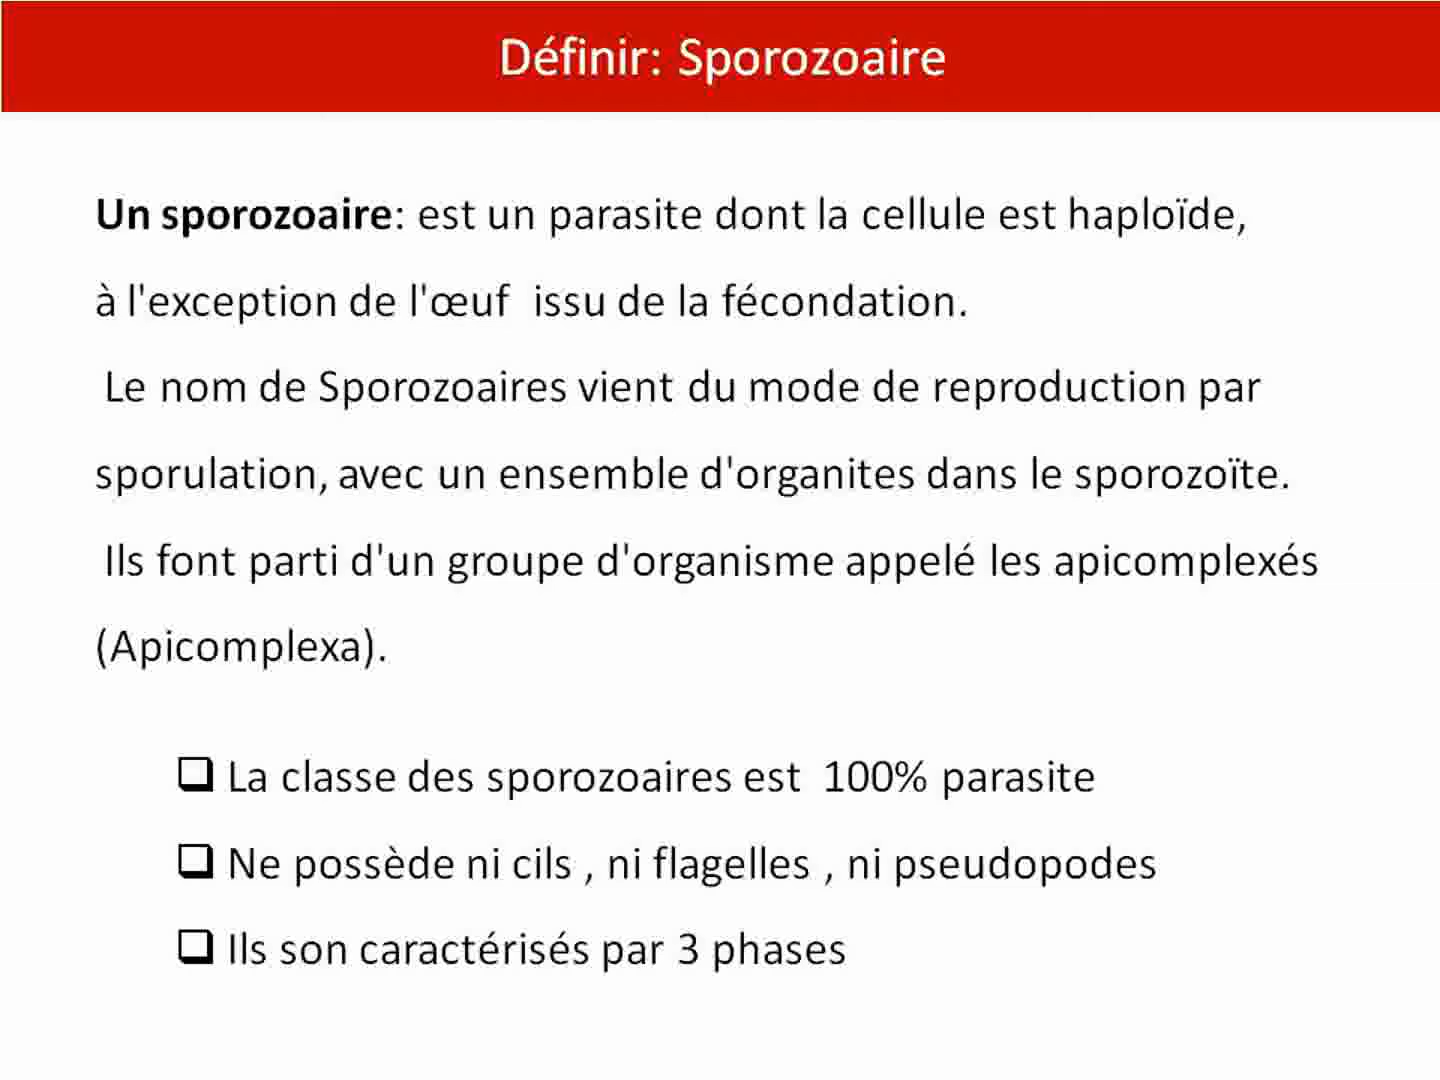 Définir: Sporozoaire
Un sporozoaire: est un parasite dont la cellule est haploïde,
à l'exception de l'œuf issu de la fécondation.
Le nom de Sporozoaires vient du mode de reproduction par
sporulation, avec un ensemble d'organites dans le sporozoïte.
Ils font parti d'un groupe d'organisme appelé les apicomplexés
(Apicomplexa).
❑ La classe des sporozoaires est 100% parasite
❑ Ne possède ni cils , ni flagelles , ni pseudopodes
❑ Ils son caractérisés par 3 phases